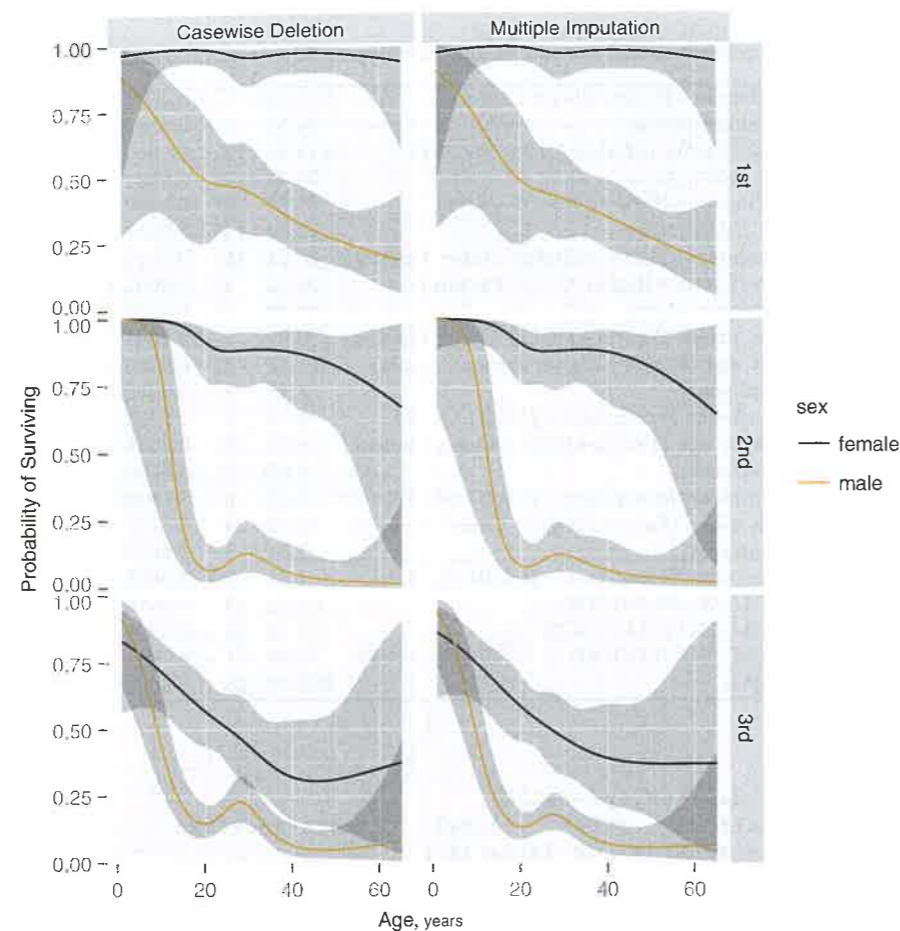 Casewise Deletion
Multiple Imputation
1.00
0.75
0.50
0.25
0.00
1st
1.00
0.75
0.50
0.25
0.00
2nd
1.00
0.75
0.50
0.25
0.00
3rd
0
20
40
60
0
20
40
60
Probability of Surviving
Age, years
sex
female
male